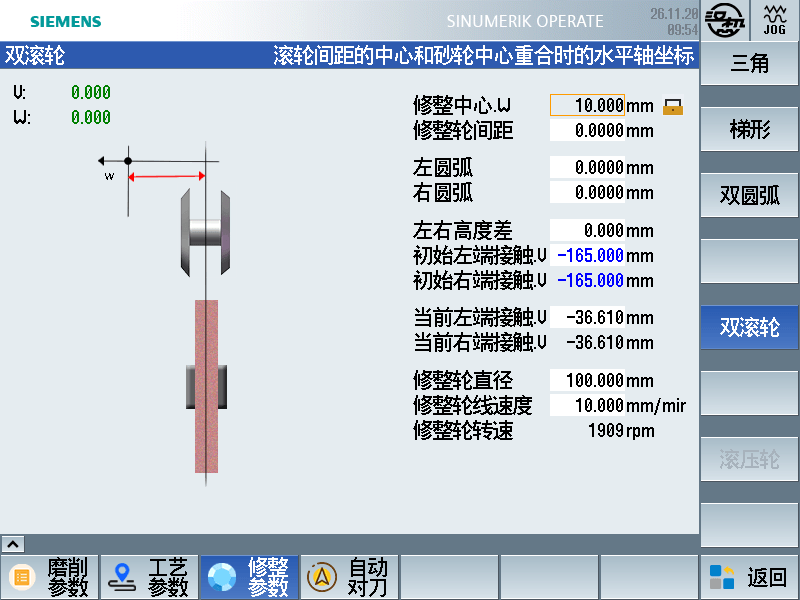 SIEMENS
SINUMERIK OPERATE
26.11.20
09:54
JOG
双滚轮
滚轮间距的中心和砂轮中心重合时的水平轴坐标
U: 0.000
W: 0.000
w
修整中心.W 10.000 mm
修整轮间距 0.0000 mm
左圆弧 0.0000 mm
右圆弧 0.0000 mm
左右高度差 0.000 mm
初始左端接触.U -165.000 mm
初始右端接触.U -165.000 mm
当前左端接触.U -36.610 mm
当前右端接触.U -36.610 mm
修整轮直径 100.000 mm
修整轮线速度 10.000 mm/mir
修整轮转速 1909 rpm
三角
梯形
双圆弧
双滚轮
滚压轮
返回
磨削
参数
工艺
参数
修整
参数
自动
对刀